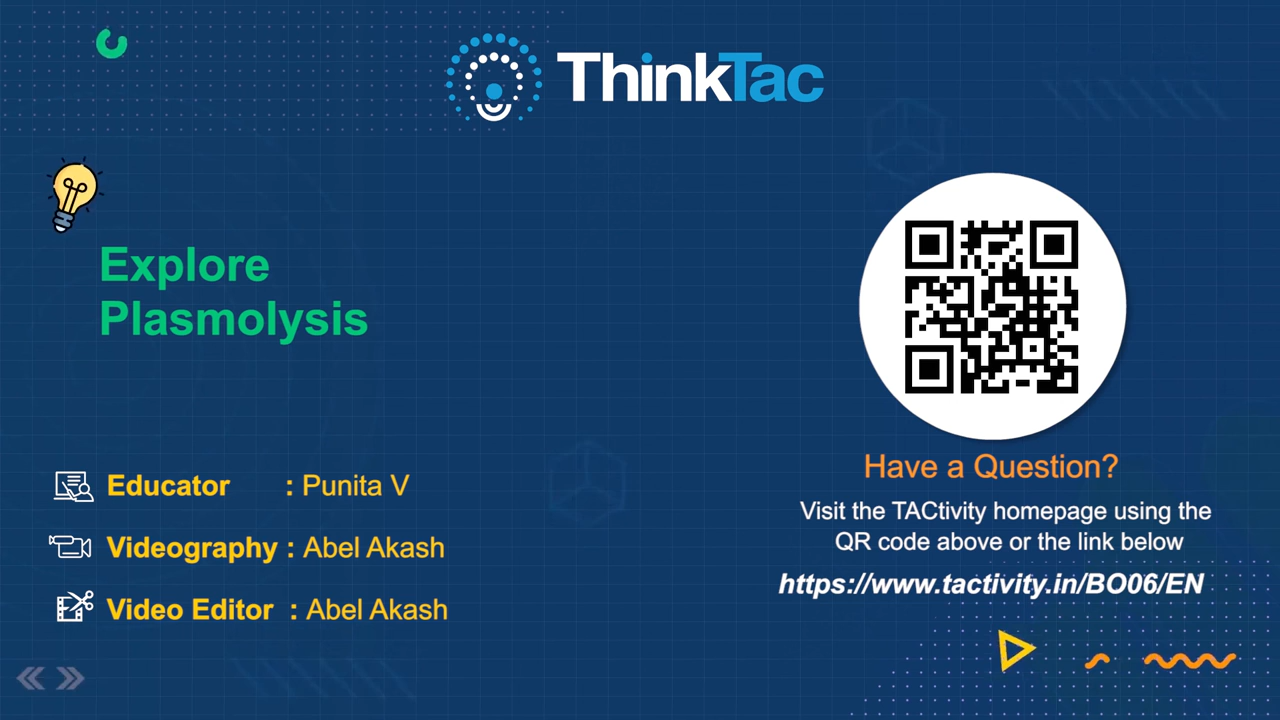 ThinkTac
Explore
Plasmolysis
Educator : Punita V
Videography : Abel Akash
Video Editor : Abel Akash
Have a Question?
Visit the TACtivity homepage using the
QR code above or the link below
https://www.tactivity.in/BO06/EN